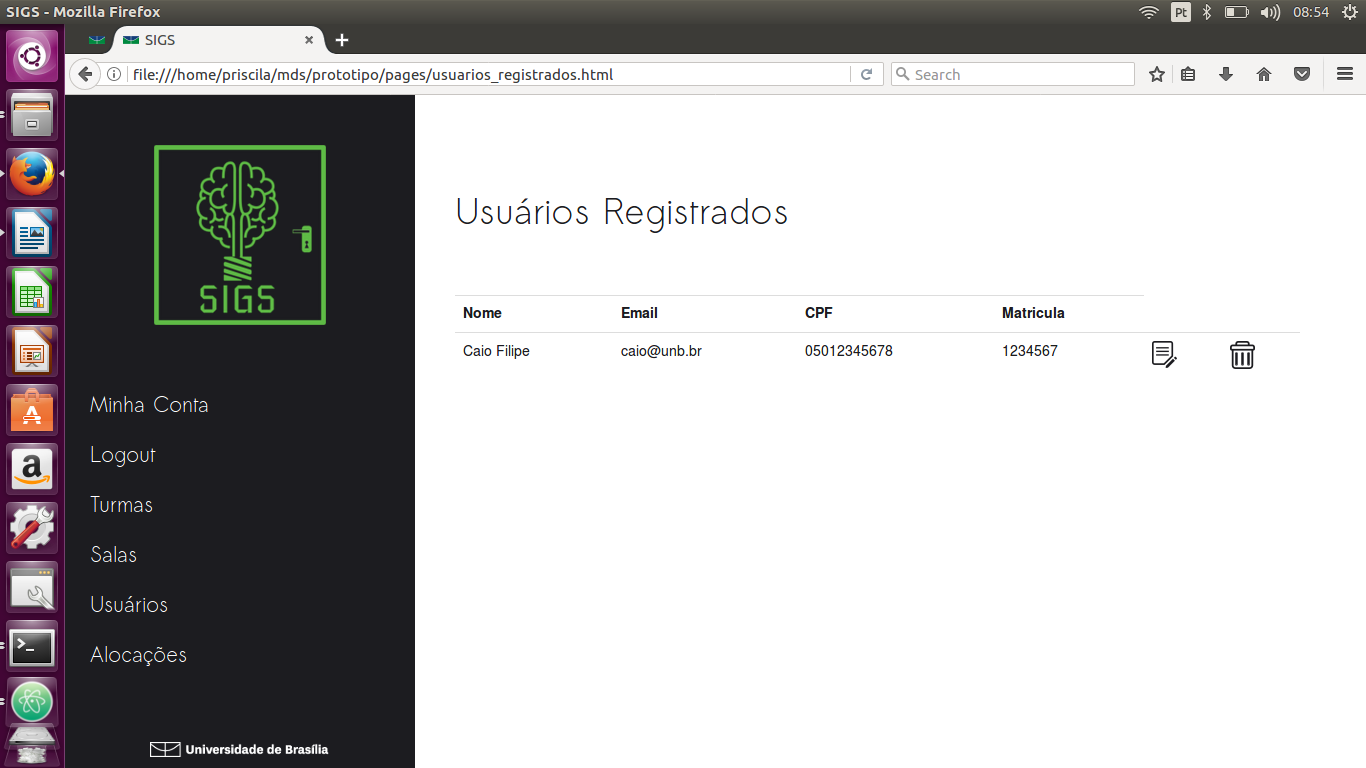 SIGS - Mozilla Firefox
Pt
08:54
SIGS
file:///home/priscila/mds/prototipo/pages/usuarios_registrados.html
Search
SIGS
Minha Conta
Logout
Turmas
Salas
Usuários
Alocações
Universidade de Brasília
Usuários Registrados
Nome Email CPF Matricula
Caio Filipe caio@unb.br 05012345678 1234567